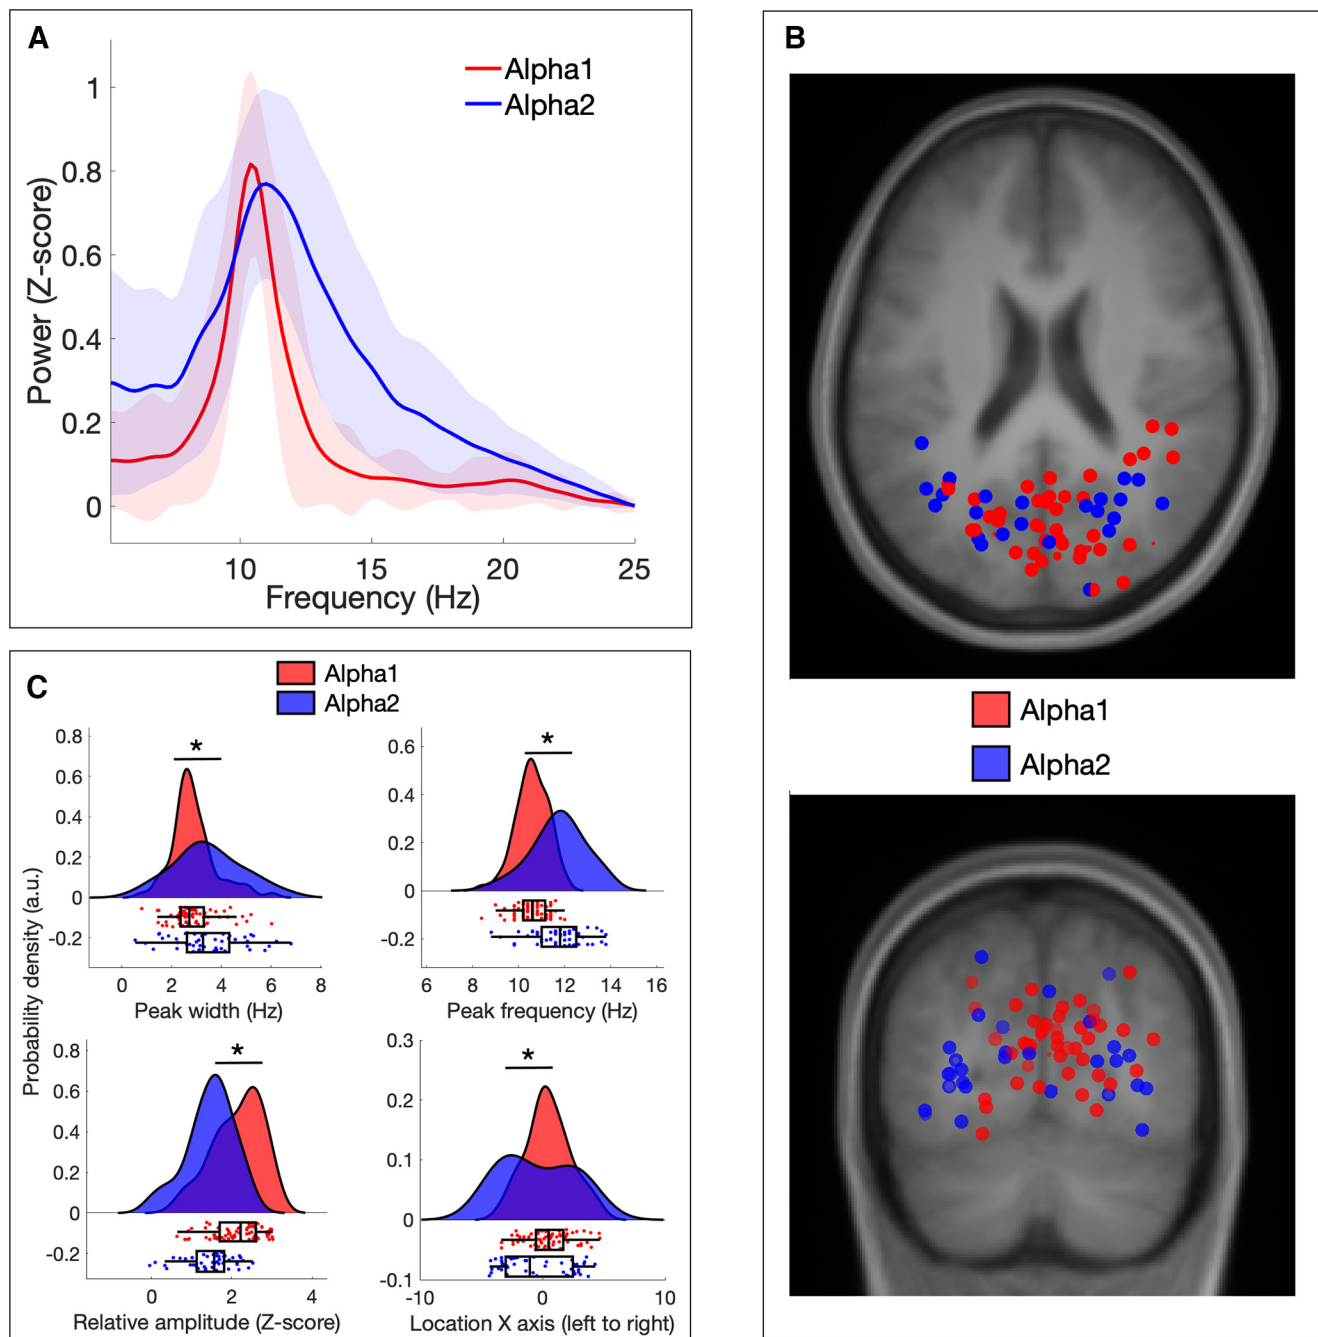 A
Alpha1
Alpha2
Power (Z-score)
1
0.8
0.6
0.4
0.2
0
10
15
20
25
Frequency (Hz)
B
Alpha1
Alpha2
C
Alpha1
Alpha2
Probability density (a.u.)
*
0.8
0.6
0.4
0.2
0
-0.2
0 2 4 6 8
Peak width (Hz)
*
0.6
0.4
0.2
0
-0.2
6 8 10 12 14 16
Peak frequency (Hz)
*
0.8
0.6
0.4
0.2
0
-0.2
0 2 4
Relative amplitude (Z-score)
*
0.3
0.2
0.1
0
-0.1
-10 0 10
Location X axis (left to right)